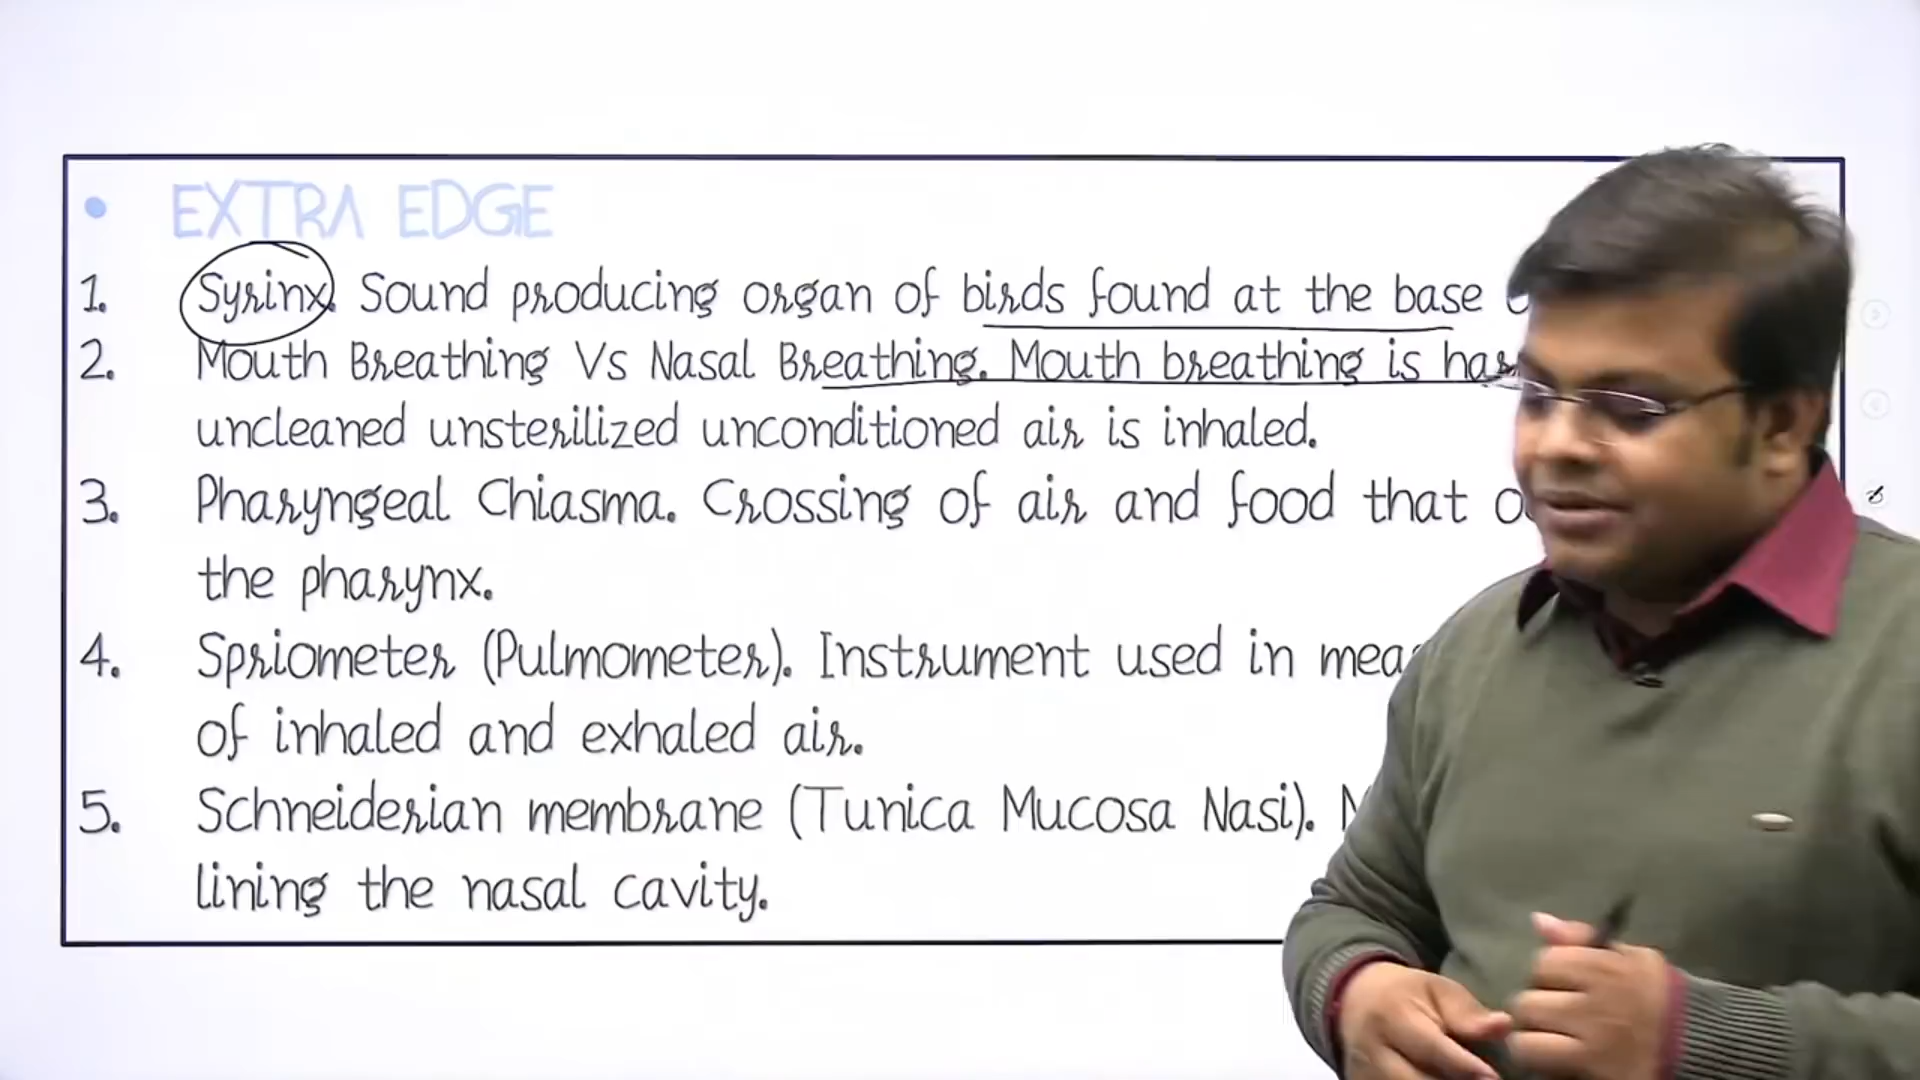 • EXTRA EDGE
1. Syrinx. Sound producing organ of birds found at the base
2. Mouth Breathing Vs Nasal Breathing. Mouth breathing is
uncleaned unsterilized unconditioned air is inhaled.
3. Pharyngeal Chiasma. Crossing of air and food that
the pharynx.
4. Spriometer (Pulmometer). Instrument used in
of inhaled and exhaled air.
5. Schneiderian membrane (Tunica Mucosa Nasi).
lining the nasal cavity.